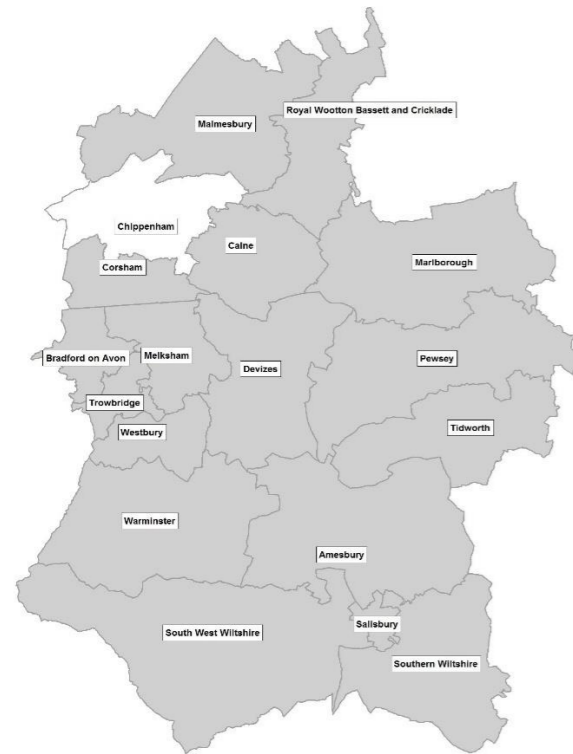 Royal Wootton Bassett and Cricklade
Malmesbury
Chippenham
Calne
Corsham
Marlborough
Bradford on Avon
Melksham
Pewsey
Devizes
Trowbridge
Westbury
Tidworth
Warminster
Amesbury
Salisbury
South West Wiltshire
Southern Wiltshire